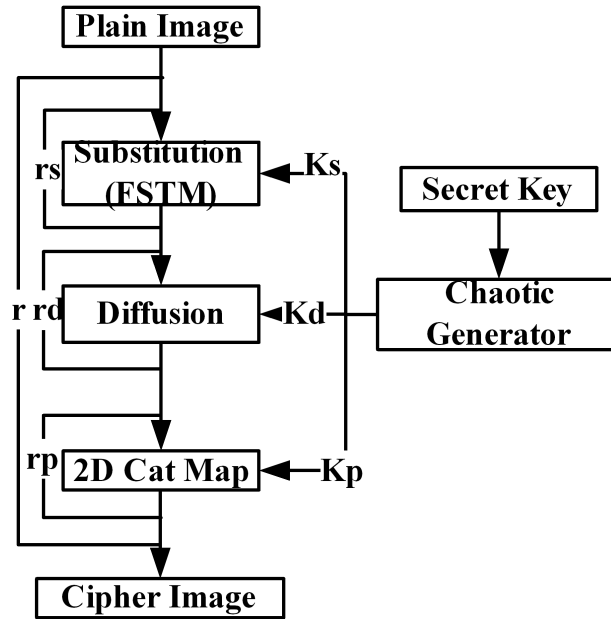 Plain Image
rs
Substitution
(FSTM)
Ks
Secret Key
r
rd
Diffusion
Kd
Chaotic
Generator
rp
2D Cat Map
Kp
Cipher Image